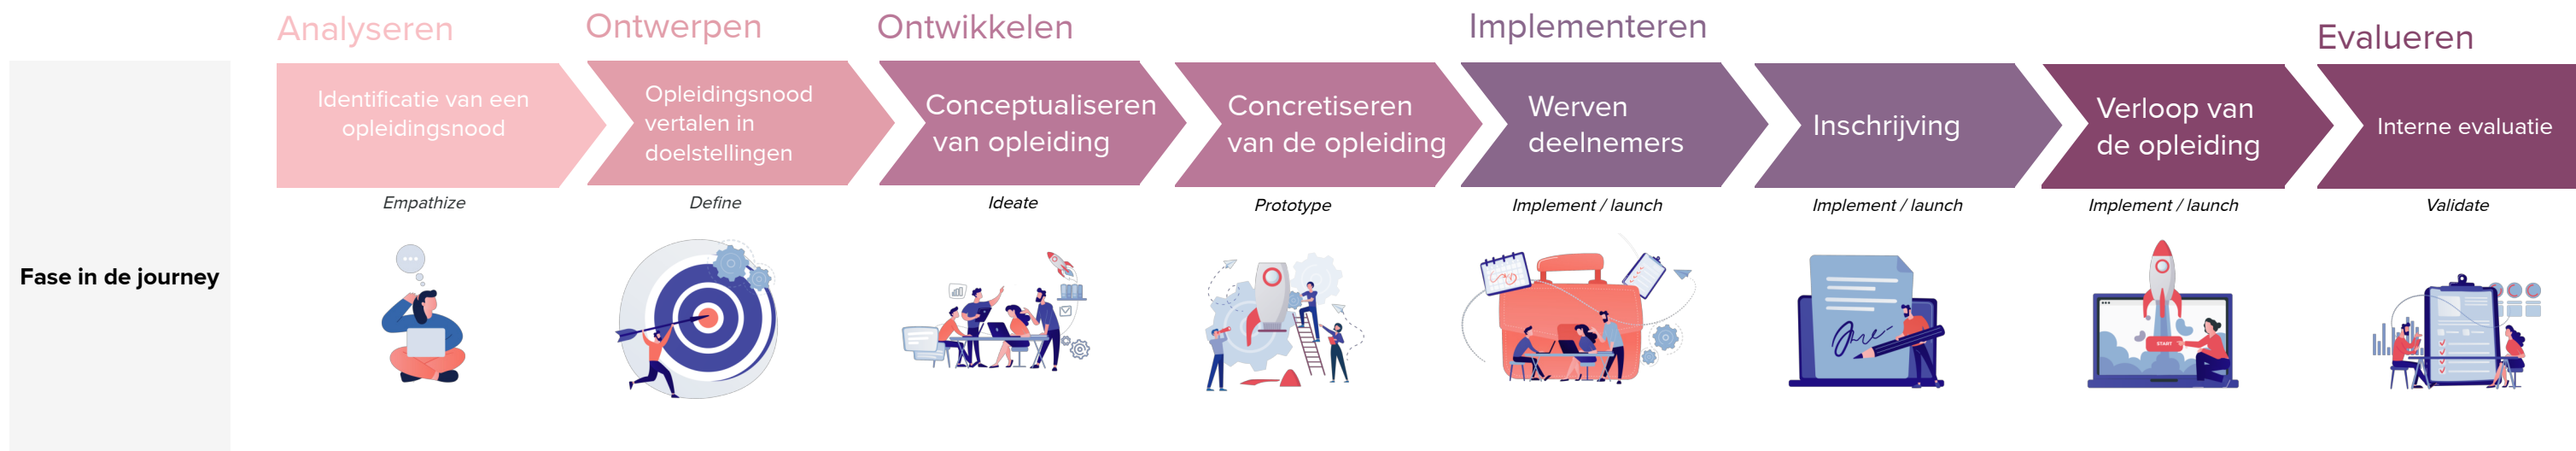 Analyseren
Ontwerpen
Ontwikkelen
Implementeren
Evalueren
Identificatie van een
opleidingsnood
Opleidingsnood
vertalen in
doelstellingen
Conceptualiseren
van opleiding
Concretiseren
van de opleiding
Werven
deelnemers
Inschrijving
Verloop van
de opleiding
Interne evaluatie
Empathize
Define
Ideate
Prototype
Implement / launch
Implement / launch
Implement / launch
Validate
Fase in de journey
START